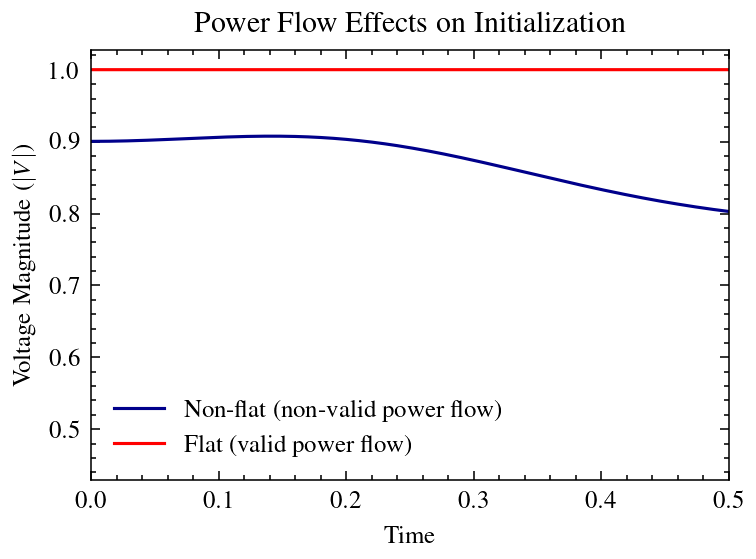 Power Flow Effects on Initialization
Voltage Magnitude (|V|)
1.0
0.9
0.8
0.7
0.6
0.5
Non-flat (non-valid power flow)
Flat (valid power flow)
0.0 0.1 0.2 0.3 0.4 0.5
Time